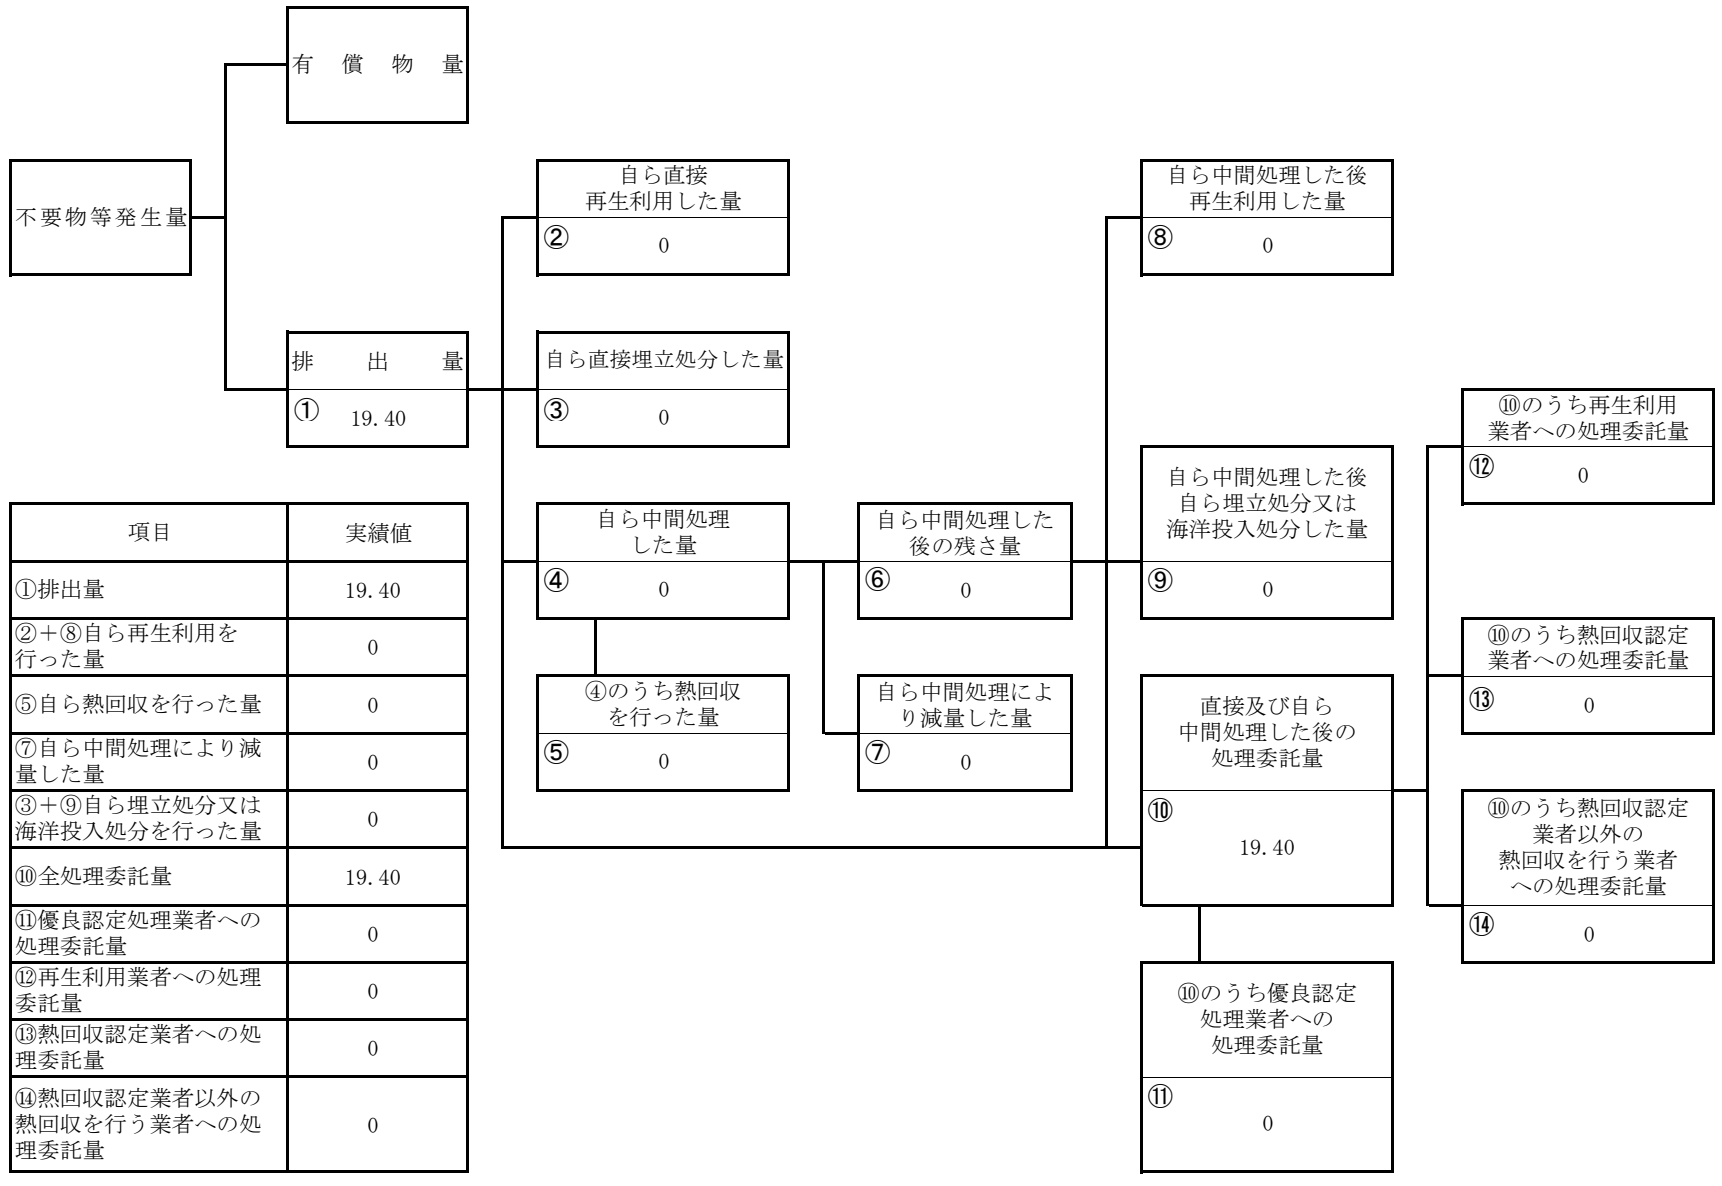 有償物量
不要物等発生量
自ら直接
再生利用した量
② 0
自ら中間処理した後
再生利用した量
⑧ 0
排出量
① 19.40
自ら直接埋立処分した量
③ 0
⑩のうち再生利用
業者への処理委託量
⑫ 0
自ら中間処理
した量
④ 0
自ら中間処理した
後の残さ量
⑥ 0
自ら中間処理した後
自ら埋立処分又は
海洋投入処分した量
⑨ 0
⑩のうち熱回収認定
業者への処理委託量
⑬ 0
④のうち熱回収
を行った量
⑤ 0
自ら中間処理によ
り減量した量
⑦ 0
直接及び自ら
中間処理した後の
処理委託量
⑩
19.40
⑩のうち熱回収認定
業者以外の
熱回収を行う業者
への処理委託量
⑭ 0
⑩のうち優良認定
処理業者への
処理委託量
⑪
0
項目 実績値
①排出量 19.40
②＋⑧自ら再生利用を
行った量 0
⑤自ら熱回収を行った量 0
⑦自ら中間処理により減
量した量 0
③＋⑨自ら埋立処分又は
海洋投入処分を行った量 0
⑩全処理委託量 19.40
⑪優良認定処理業者への
処理委託量 0
⑫再生利用業者への処理
委託量 0
⑬熱回収認定業者への処
理委託量 0
⑭熱回収認定業者以外の
熱回収を行う業者への処
理委託量 0